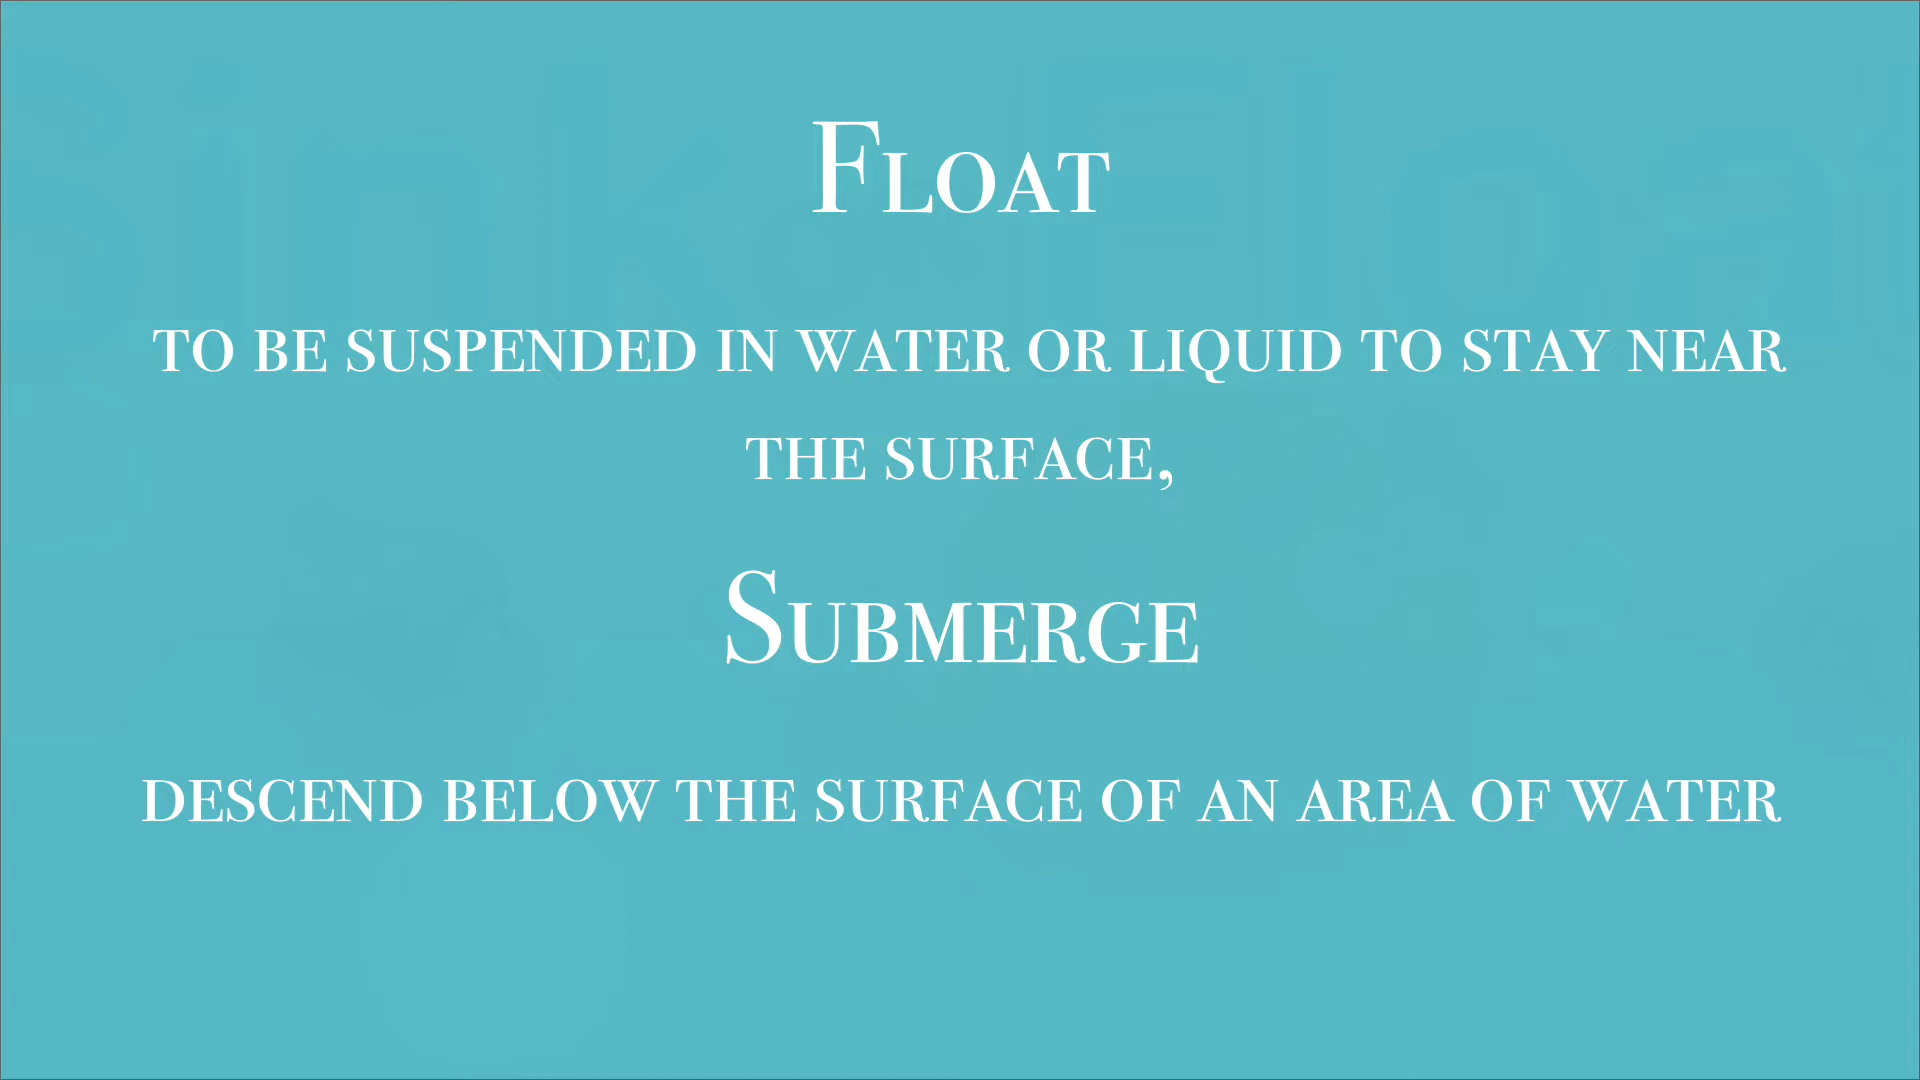 Float
to be suspended in water or liquid to stay near
the surface,
Submerge
descend below the surface of an area of water